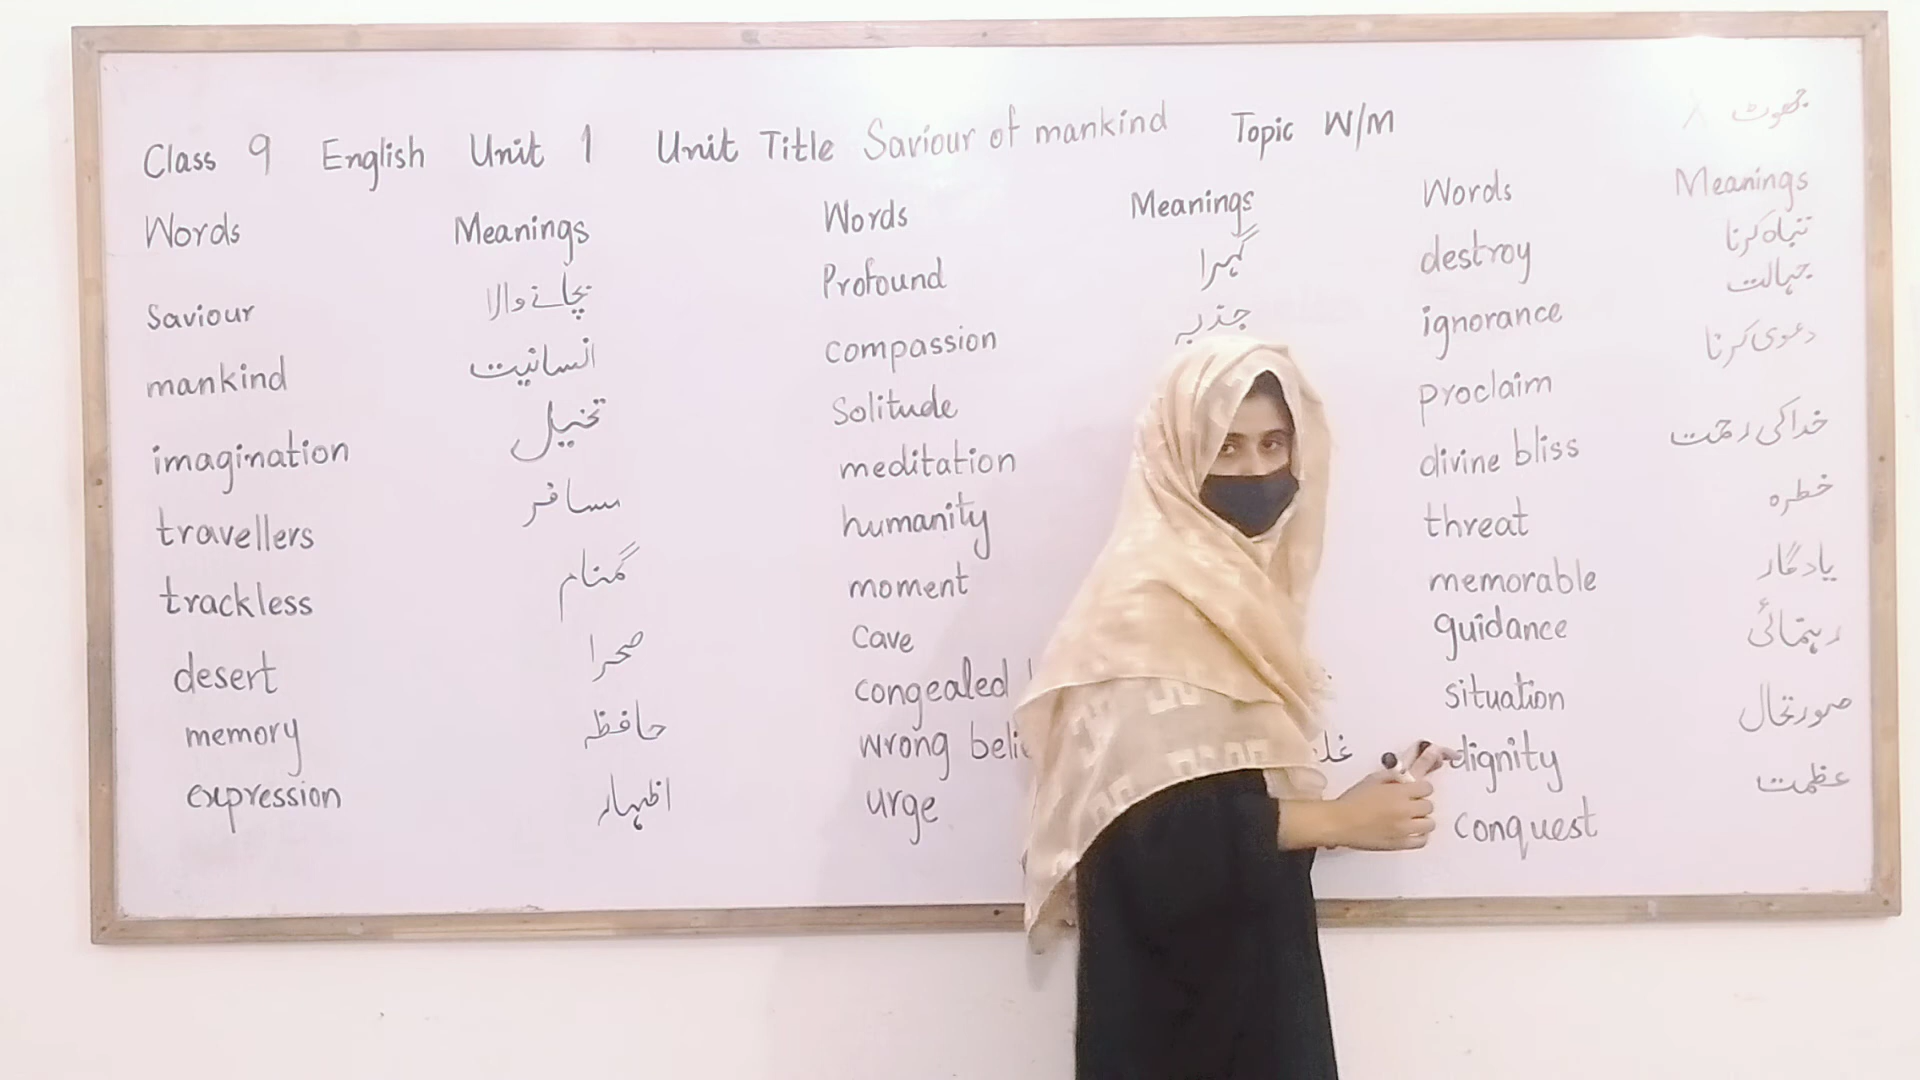 جھوٹ x
Class 9 English Unit 1 Unit Title Saviour of mankind Topic W/M
Words Meanings Words Meanings Words Meanings
Saviour بچانے والا
mankind انسانیت
imagination تخیل
travellers مسافر
trackless گمنام
desert صحرا
memory حافظہ
expression اظہار
Profound گہرا
compassion جذبہ
Solitude
meditation
humanity
moment
cave
congealed
wrong
urge
destroy تباہ کرنا
ignorance جہالت
proclaim دعوی کرنا
divine bliss خدا کی رحمت
threat خطرہ
memorable یادگار
guidance رہنمائی
situation صورتحال
dignity عظمت
conquest